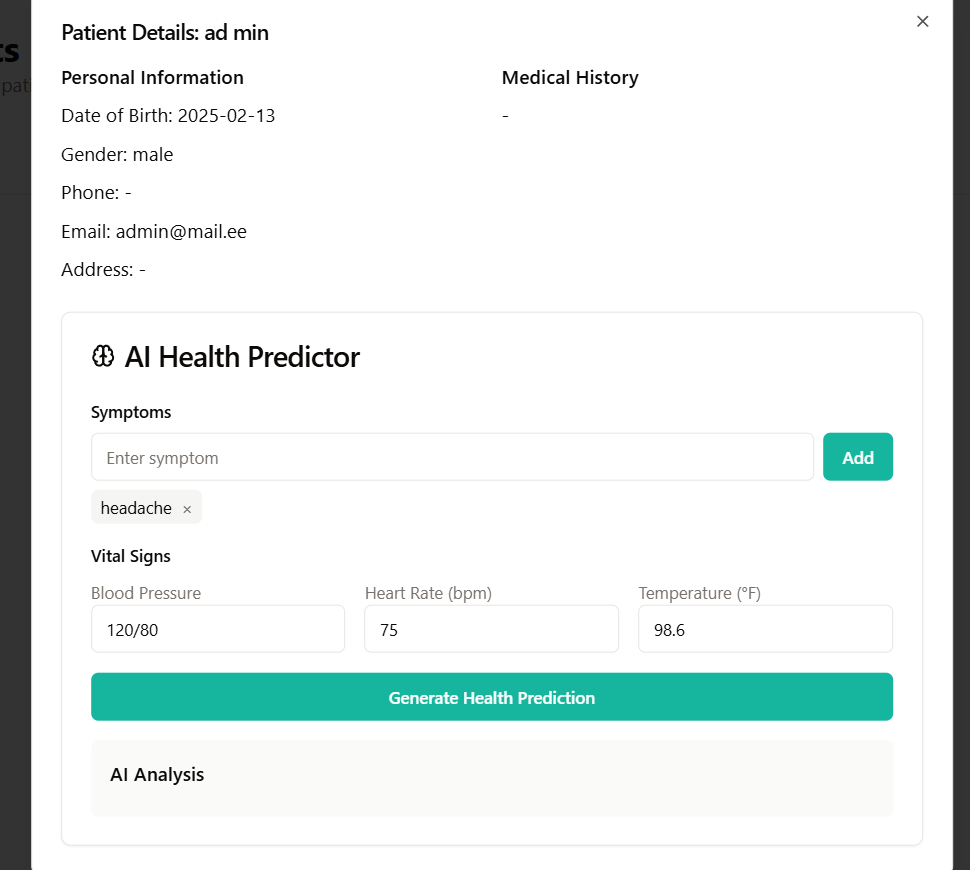 Patient Details: ad min
ts
pati
Personal Information
Medical History
Date of Birth: 2025-02-13
-
Gender: male
Phone: -
Email: admin@mail.ee
Address: -
AI Health Predictor
Symptoms
Enter symptom
Add
headache ×
Vital Signs
Blood Pressure
Heart Rate (bpm)
Temperature (°F)
120/80
75
98.6
Generate Health Prediction
AI Analysis